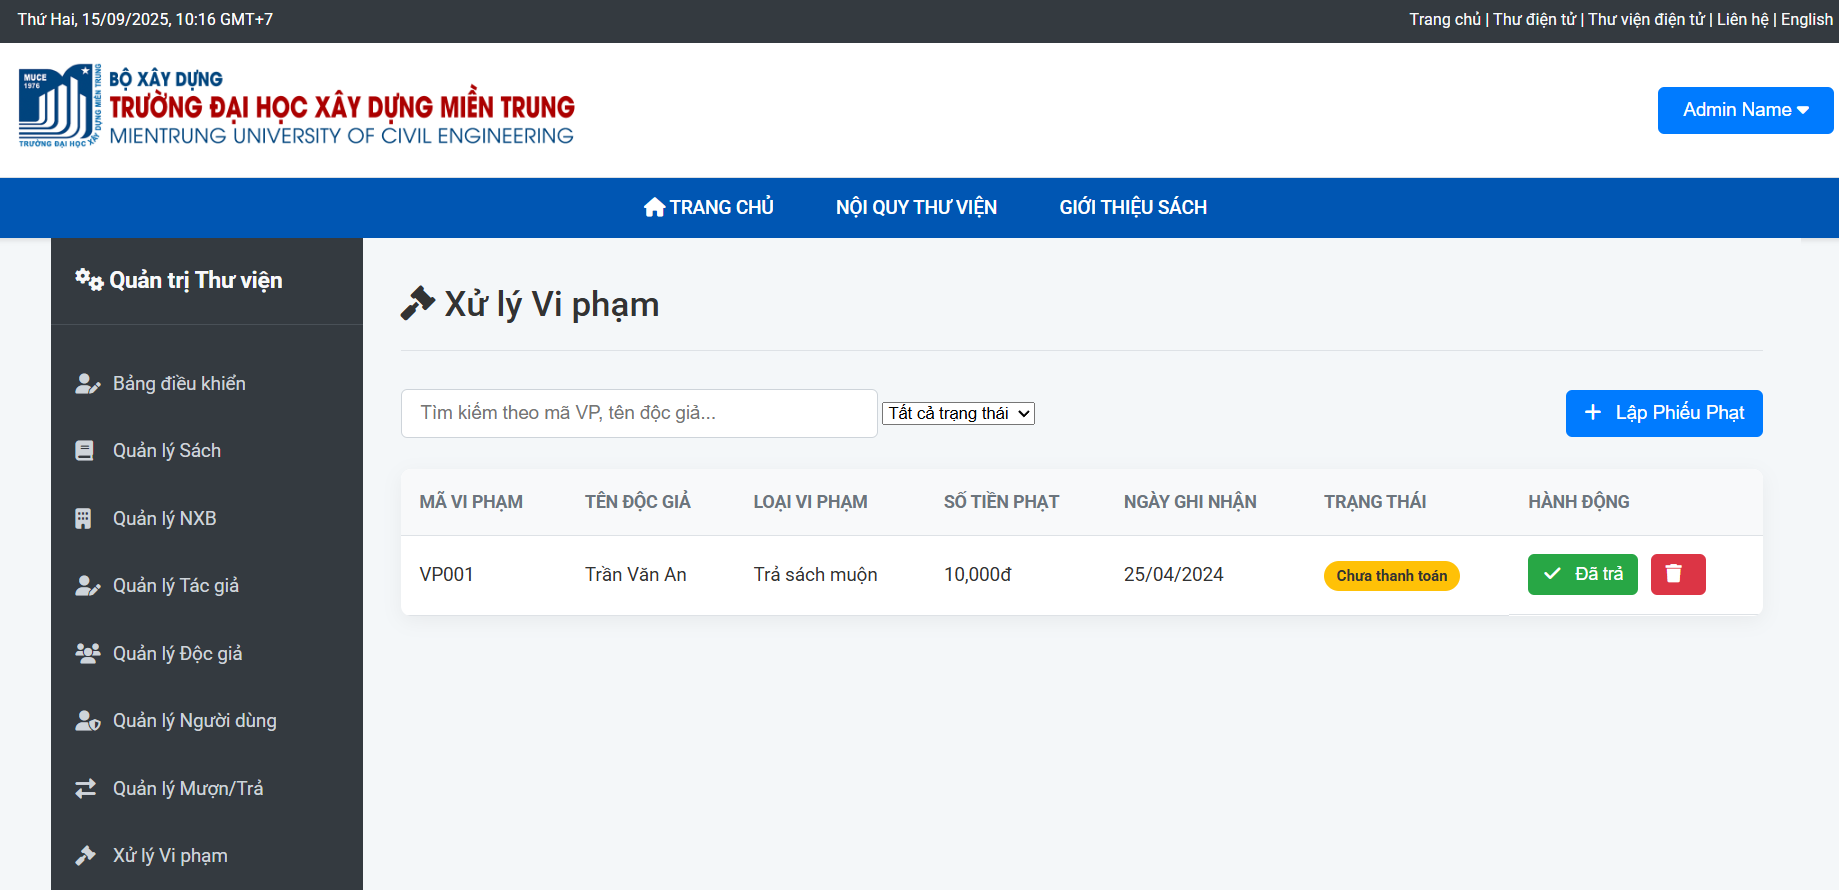 Thứ Hai, 15/09/2025, 10:16 GMT+7
Trang chủ | Thư điện tử | Thư viện điện tử | Liên hệ | English
MUCE
1976
TRƯỜNG ĐẠI HỌC
XÂY DỰNG MIỀN TRUNG
BỘ XÂY DỰNG
TRƯỜNG ĐẠI HỌC XÂY DỰNG MIỀN TRUNG
MIENTRUNG UNIVERSITY OF CIVIL ENGINEERING
Admin Name
TRANG CHỦ NỘI QUY THƯ VIỆN GIỚI THIỆU SÁCH
Quản trị Thư viện
Bảng điều khiển
Quản lý Sách
Quản lý NXB
Quản lý Tác giả
Quản lý Độc giả
Quản lý Người dùng
Quản lý Mượn/Trả
Xử lý Vi phạm
Xử lý Vi phạm
Tìm kiếm theo mã VP, tên độc giả...
Tất cả trạng thái
Lập Phiếu Phạt
MÃ VI PHẠM TÊN ĐỘC GIẢ LOẠI VI PHẠM SỐ TIỀN PHẠT NGÀY GHI NHẬN TRẠNG THÁI HÀNH ĐỘNG
VP001 Trần Văn An Trả sách muộn 10,000đ 25/04/2024 Chưa thanh toán Đã trả